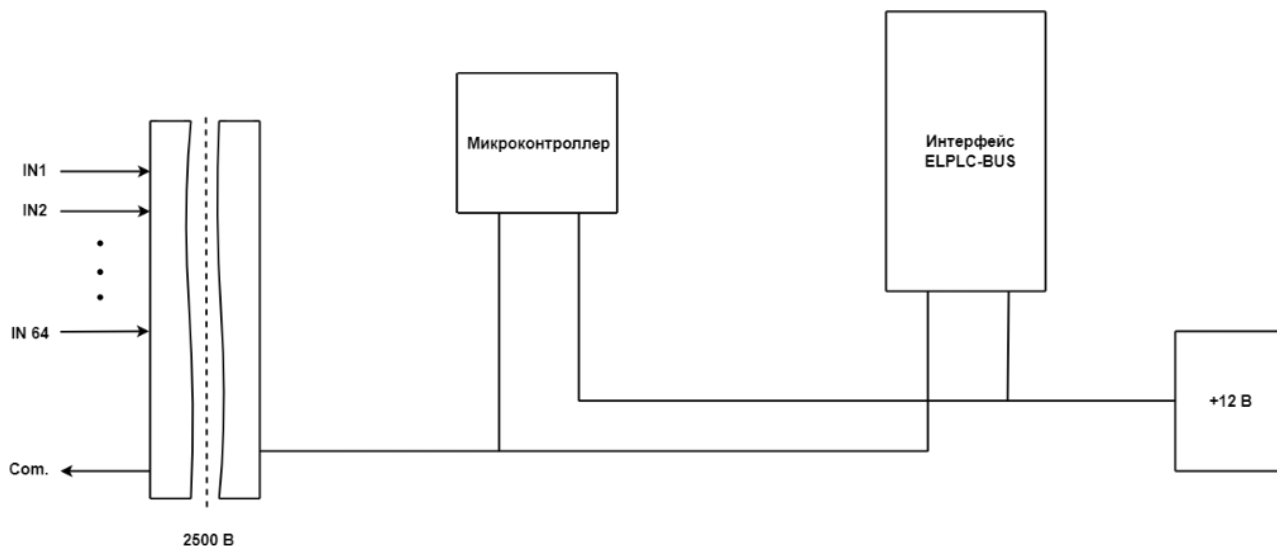 Микроконтроллер
Интерфейс
ELPLC-BUS
IN1
IN2
IN 64
+12 В
Com.
2500 В